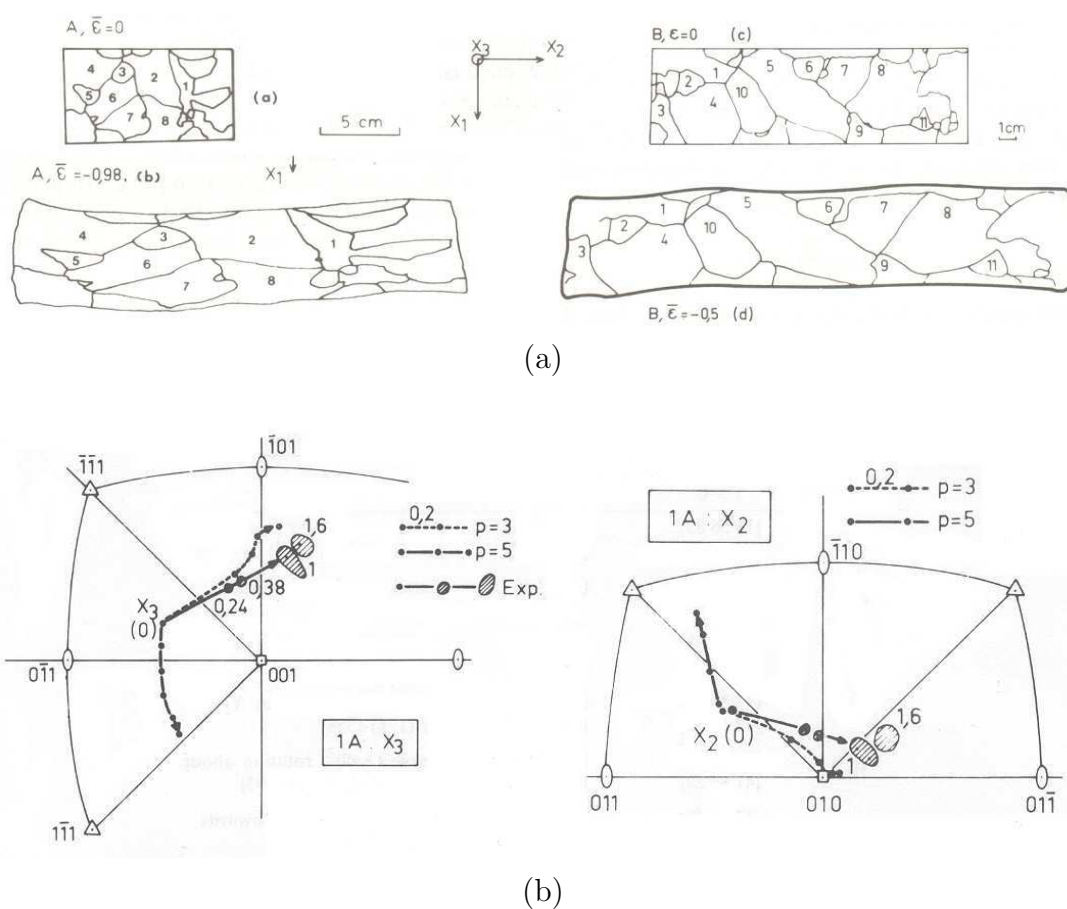 A, ε̅=0
4 3 2 1
5 6
7 8
(a)
X₃ X₂
X₁
5 cm
B, ε=0 (c)
5 6 7 8
1 2
3 4 10
9 11
1cm
A, ε̅ =-0,98. (b)
X₁
4 3 2 1
5 6
7 8
1 5 6 7 8
2 4 10
3 9 11
B, ε̅=-0,5 (d)
(a)
1̅1̅1 1̅01
0,2 p=3
p=5
Exp.
1,6
1
0,38
0,24
X₃
(0)
01̅1 001
1A : X₃
11̅1
1A : X₂
0,2 p=3
p=5
1̅10
X₂ (0)
1,6
1
011 010 011̅
(b)